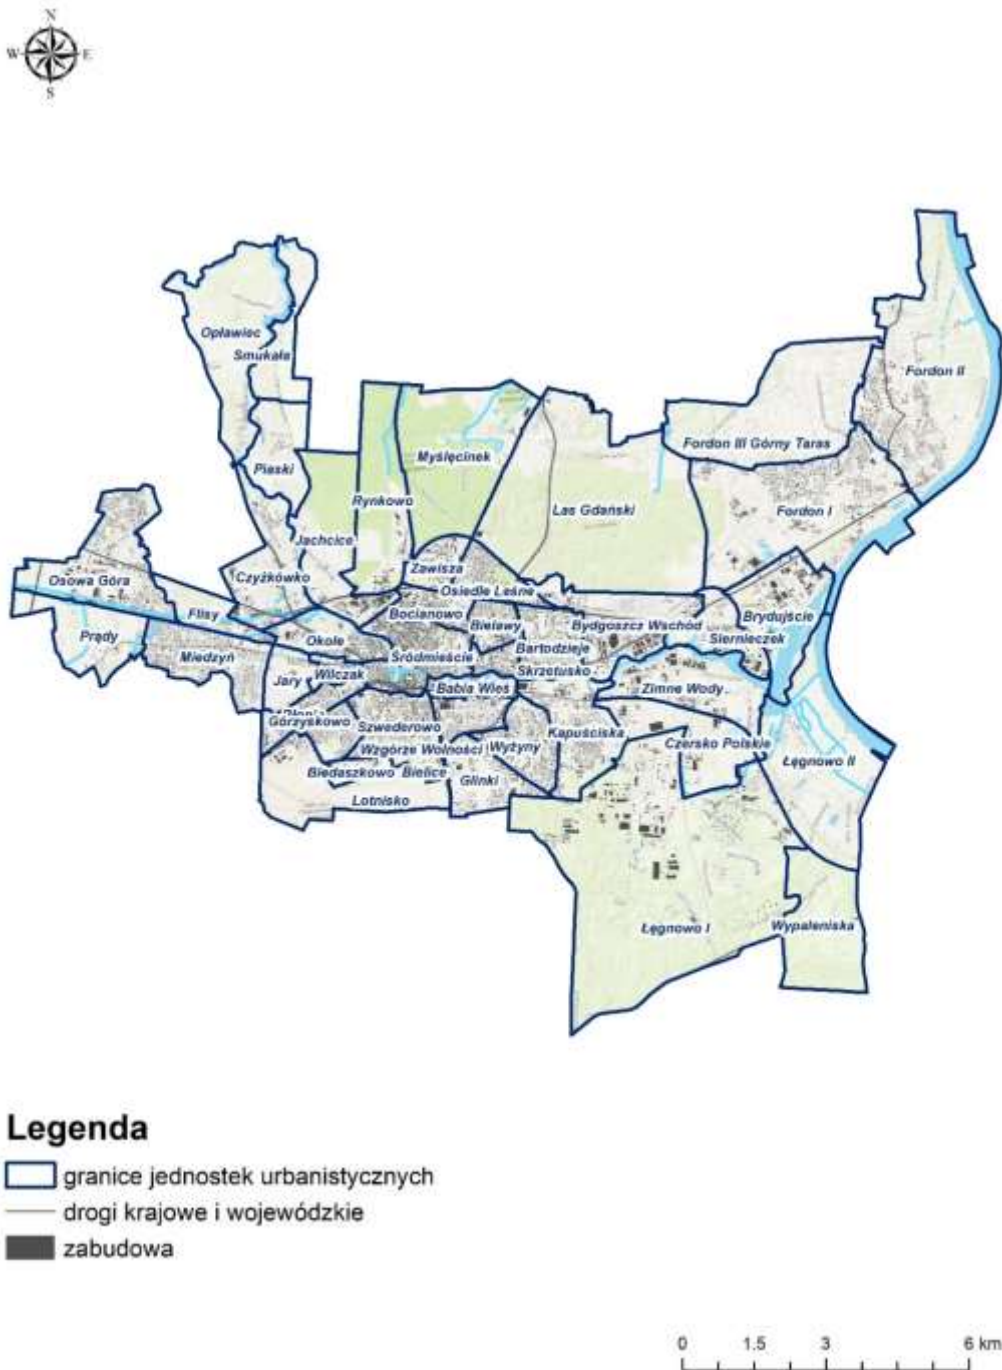 N
W E
S
Opławiec
Smukała
Fordon II
Fordon III Górny Taras
Myślęcinek
Piaski
Rynkowo
Las Gdański
Fordon I
Jachcice
Zawisza
Czyżkówko
Osowa Góra
Osiedle Leśne
Flisy
Bocianowo
Brydujście
Bielawy
Bydgoszcz Wschód
Prądy
Okole
Siernieczek
Bartodzieje
Miedzyń
Śródmieście
Skrzetusko
Wilczak
Jary
Babia Wieś
Zimne Wody
Górzyskowo
Szwederowo
Kapuściska
Wzgórze Wolności
Wyżyny
Czersko Polskie
Łęgnowo II
Biedaszkowo
Bielice
Glinki
Lotnisko
Łęgnowo I
Wypaleniska
Legenda
granice jednostek urbanistycznych
drogi krajowe i wojewódzkie
zabudowa
0 1.5 3 6 km